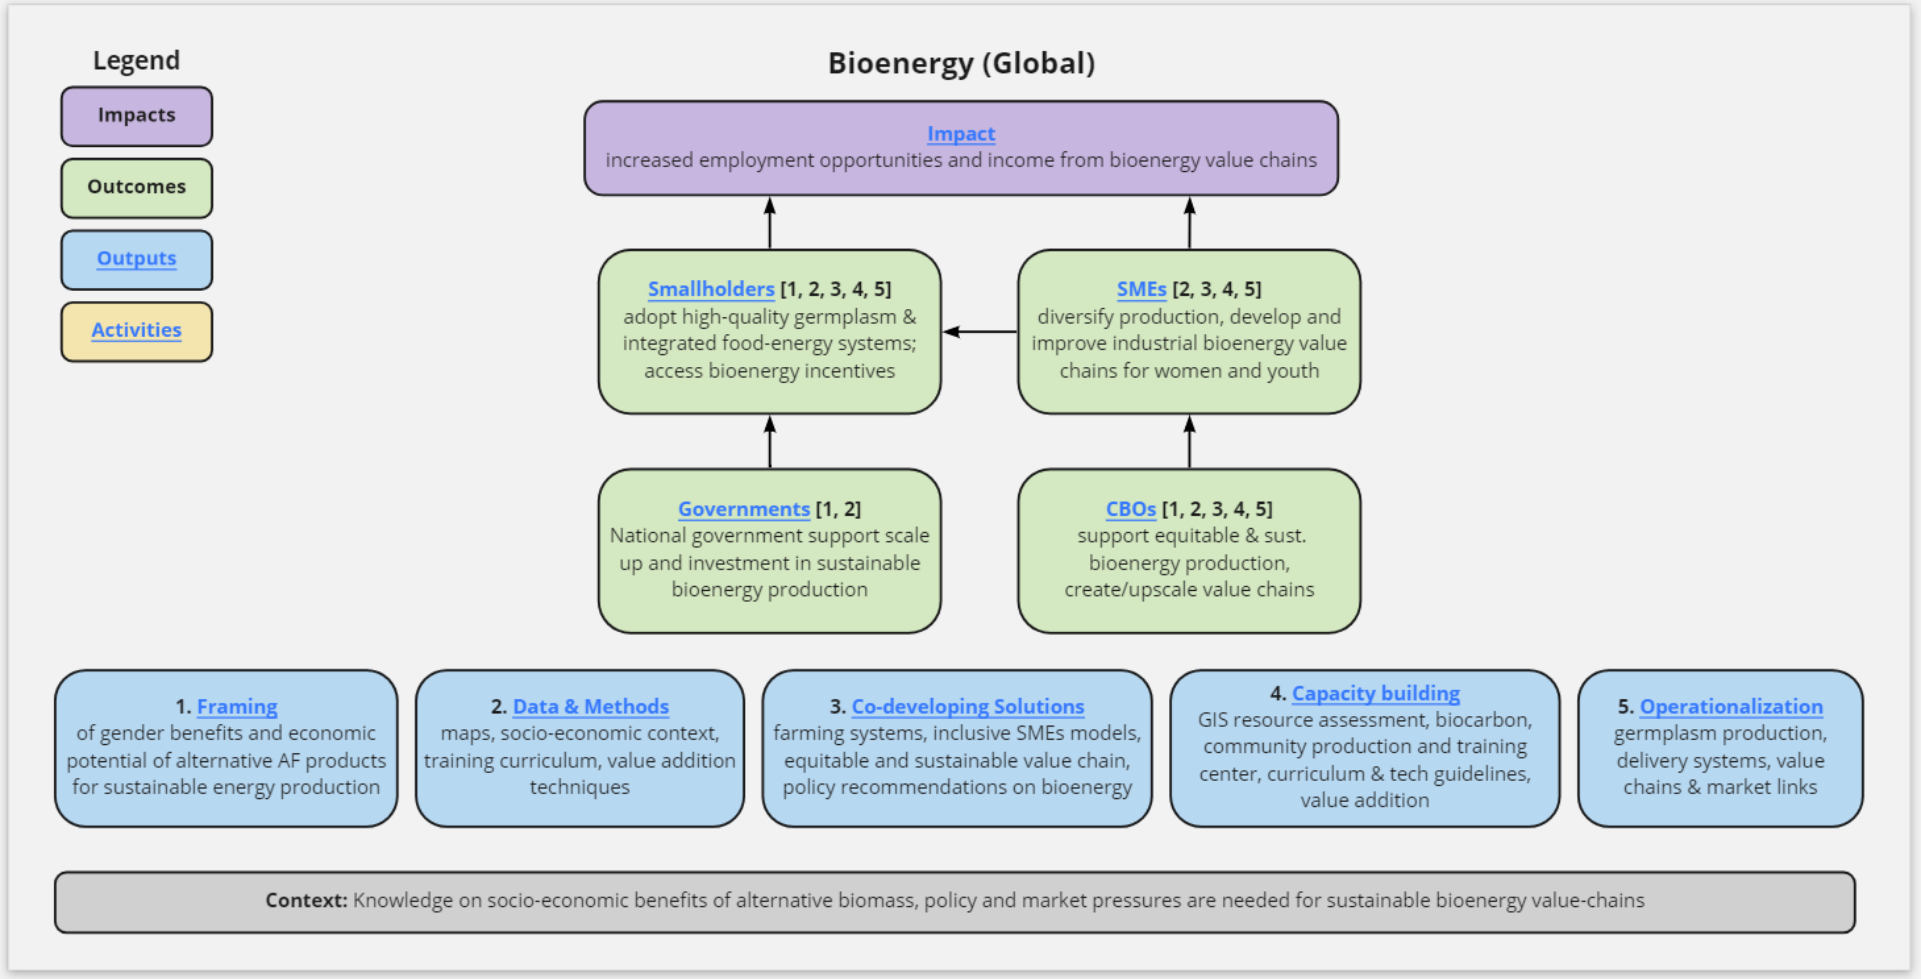 Legend
Impacts
Outcomes
Outputs
Activities
Bioenergy (Global)
Impact
increased employment opportunities and income from bioenergy value chains
Smallholders [1, 2, 3, 4, 5]
adopt high-quality germplasm &
integrated food-energy systems;
access bioenergy incentives
SMEs [2, 3, 4, 5]
diversify production, develop and
improve industrial bioenergy value
chains for women and youth
Governments [1, 2]
National government support scale
up and investment in sustainable
bioenergy production
CBOs [1, 2, 3, 4, 5]
support equitable & sust.
bioenergy production,
create/upscale value chains
1. Framing
of gender benefits and economic
potential of alternative AF products
for sustainable energy production
2. Data & Methods
maps, socio-economic context,
training curriculum, value addition
techniques
3. Co-developing Solutions
farming systems, inclusive SMEs models,
equitable and sustainable value chain,
policy recommendations on bioenergy
4. Capacity building
GIS resource assessment, biocarbon,
community production and training
center, curriculum & tech guidelines,
value addition
5. Operationalization
germplasm production,
delivery systems, value
chains & market links
Context: Knowledge on socio-economic benefits of alternative biomass, policy and market pressures are needed for sustainable bioenergy value-chains